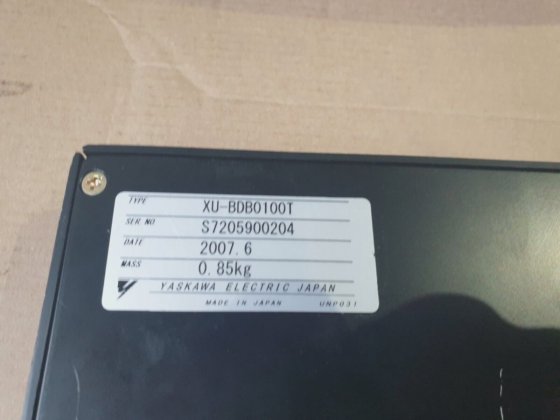 TYPE XU-BDB0100T
SER. NO S7205900204
DATE 2007.6
MASS 0.85kg
YASKAWA ELECTRIC JAPAN
MADE IN JAPAN UNP031